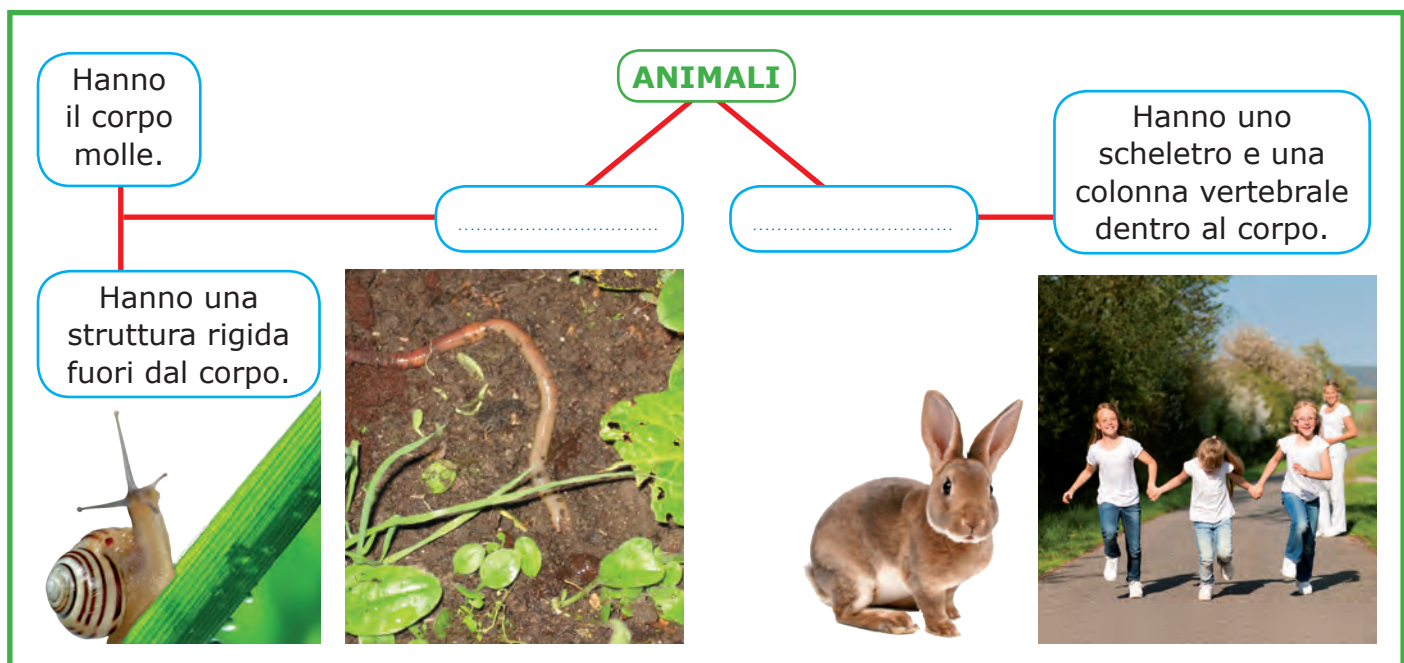 ANIMALI
Hanno
il corpo
molle.
Hanno una
struttura rigida
fuori dal corpo.
..............................
..............................
Hanno uno
scheletro e una
colonna vertebrale
dentro al corpo.